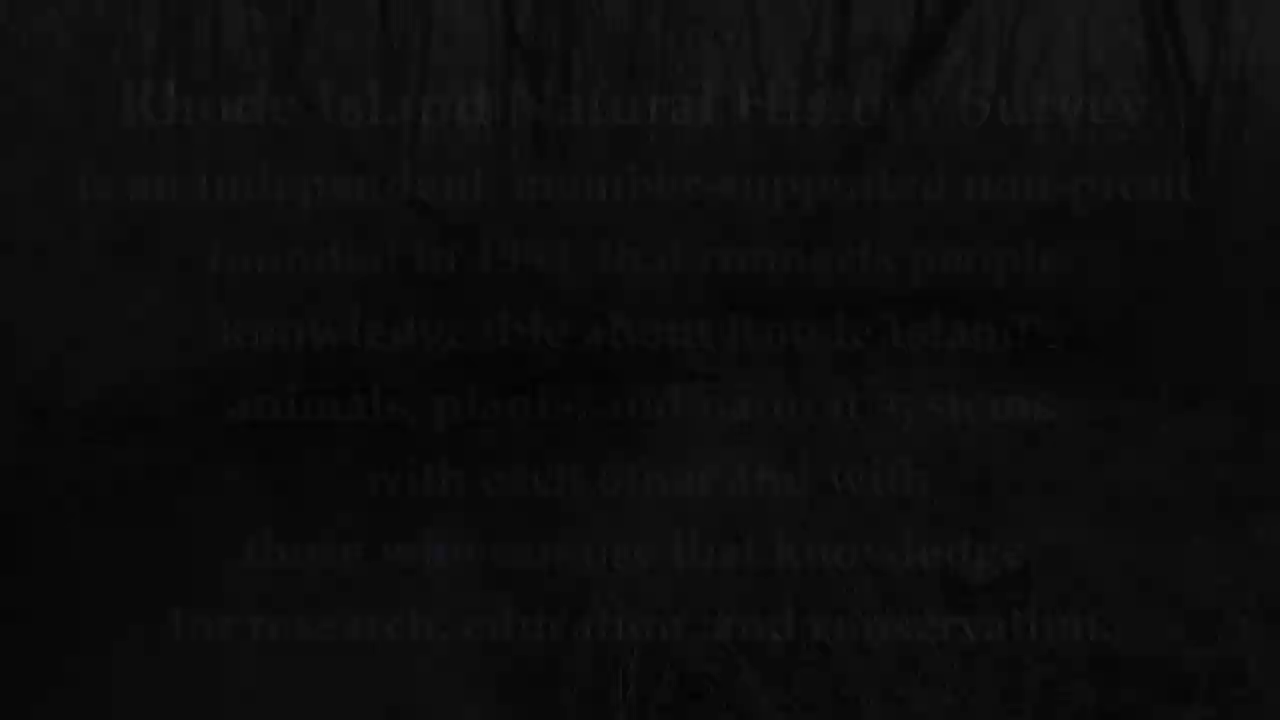 Rhode Island Natural History Survey
is an independent, member-supported non-profit
founded in 1994 that connects people
knowledgeable about Rhode Island's
animals, plants, and natural systems
with each other and with
those who can use that knowledge
for research, education, and conservation.